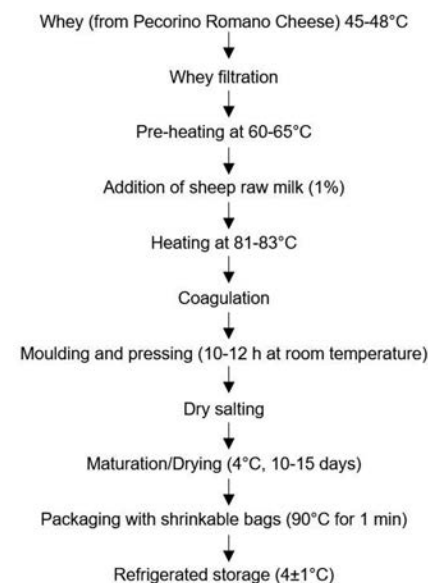 Whey (from Pecorino Romano Cheese) 45-48°C
Whey filtration
Pre-heating at 60-65°C
Addition of sheep raw milk (1%)
Heating at 81-83°C
Coagulation
Moulding and pressing (10-12 h at room temperature)
Dry salting
Maturation/Drying (4°C, 10-15 days)
Packaging with shrinkable bags (90°C for 1 min)
Refrigerated storage (4±1°C)